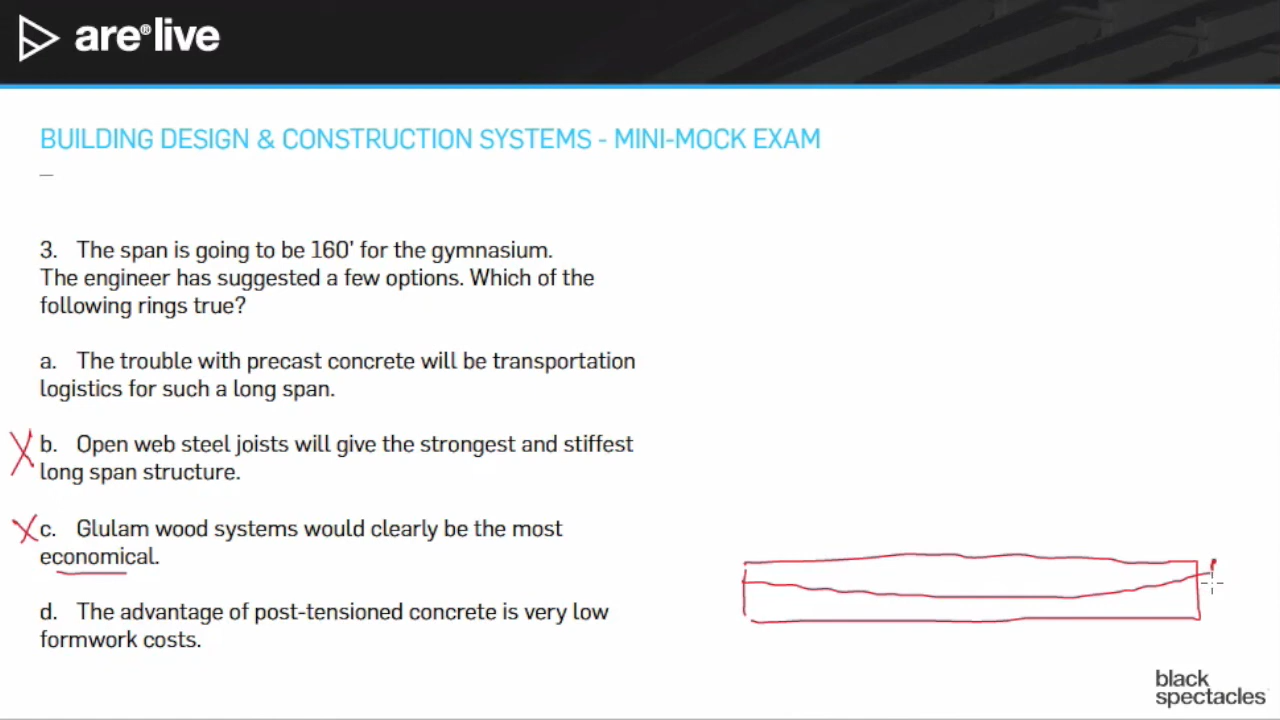 are®live
BUILDING DESIGN & CONSTRUCTION SYSTEMS - MINI-MOCK EXAM
3. The span is going to be 160' for the gymnasium.
The engineer has suggested a few options. Which of the
following rings true?
a. The trouble with precast concrete will be transportation
logistics for such a long span.
b. Open web steel joists will give the strongest and stiffest
long span structure.
c. Glulam wood systems would clearly be the most
economical.
d. The advantage of post-tensioned concrete is very low
formwork costs.
black
spectacles